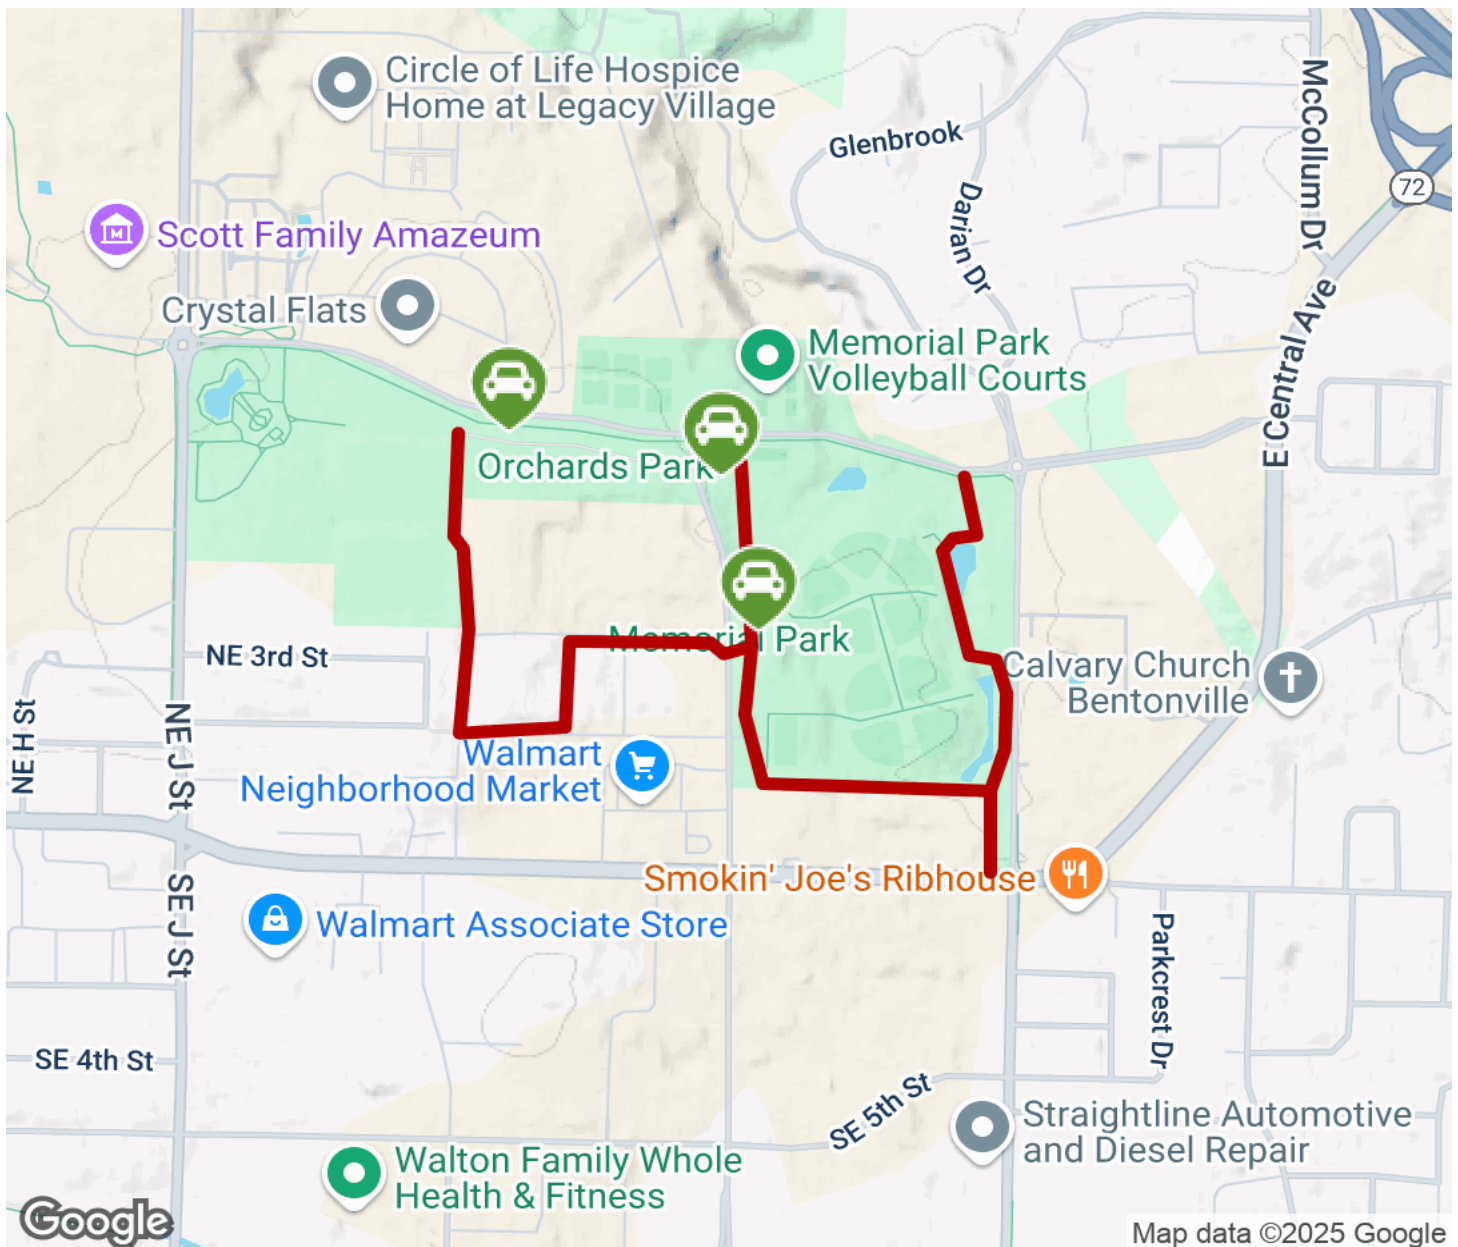 Circle of Life Hospice
Home at Legacy Village
McCollum Dr
Glenbrook
72
Darian Dr
Scott Family Amazeum
Crystal Flats
E Central Ave
Memorial Park
Volleyball Courts
Orchards Park
NE 3rd St
Memorial Park
Calvary Church
Bentonville
NE H St
NE J St
Walmart
Neighborhood Market
Smokin' Joe's Ribhouse
SE J St
Walmart Associate Store
Parkcrest Dr
SE 4th St
SE 5th St
Straightline Automotive
and Diesel Repair
Walton Family Whole
Health & Fitness
Google
Map data ©2025 Google